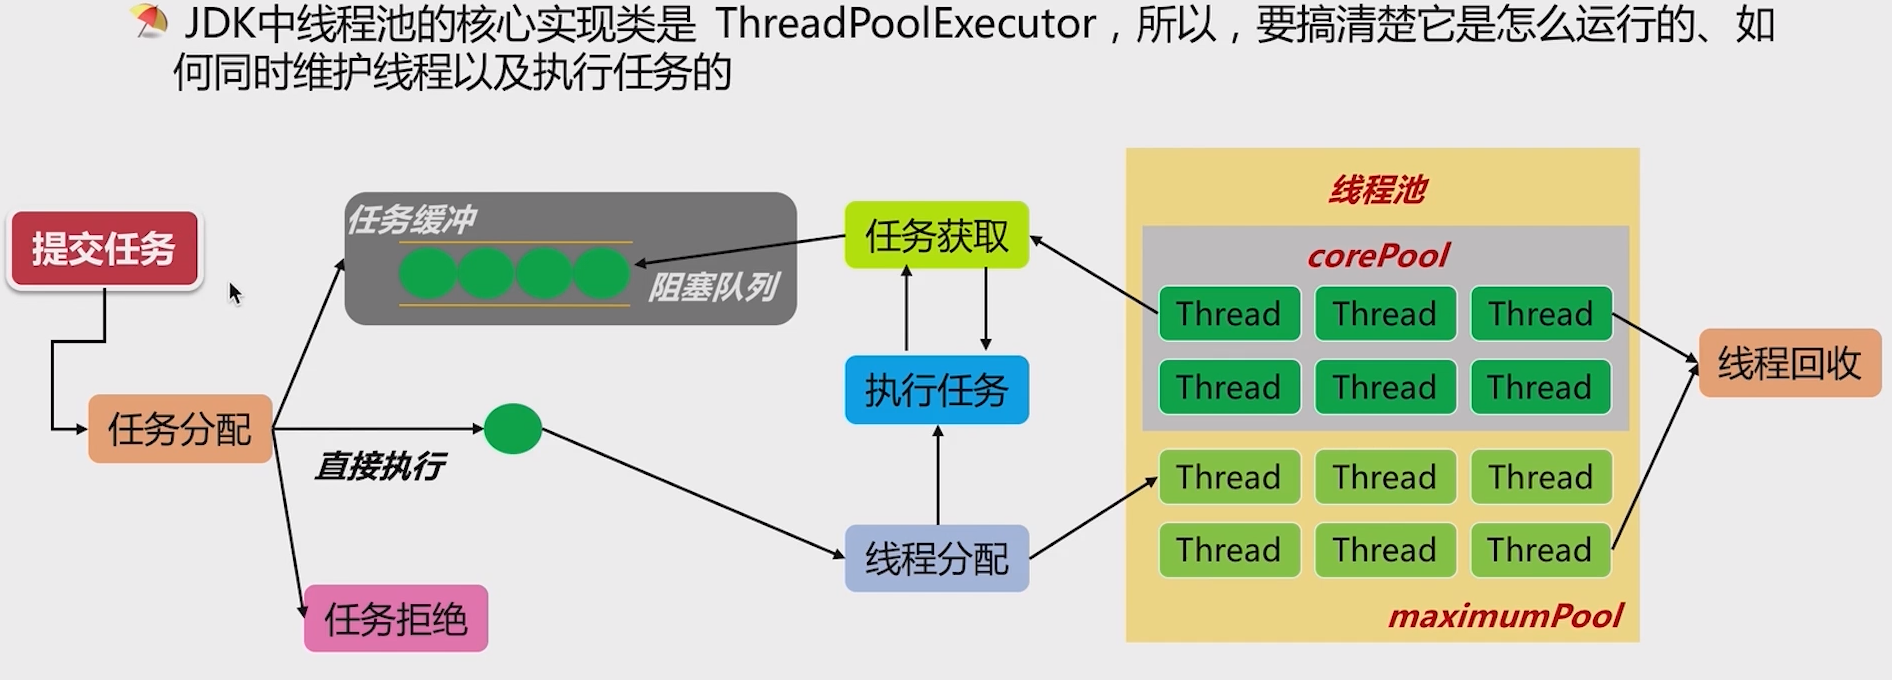 JDK中线程池的核心实现类是 ThreadPoolExecutor，所以，要搞清楚它是怎么运行的、如
何同时维护线程以及执行任务的
提交任务
任务缓冲
阻塞队列
任务分配
直接执行
任务拒绝
任务获取
执行任务
线程分配
线程池
corePool
Thread Thread Thread
Thread Thread Thread
Thread Thread Thread
Thread Thread Thread
maximumPool
线程回收